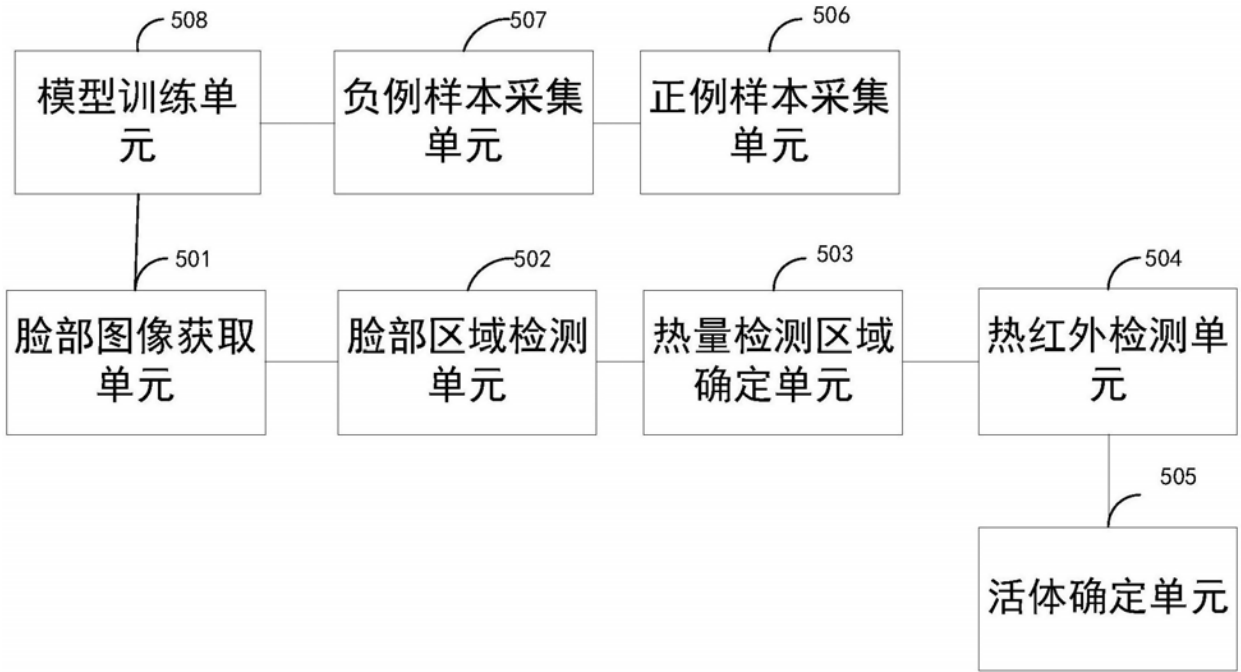 508
507
506
模型训练单
元
负例样本采集
单元
正例样本采集
单元
501
502
503
504
脸部图像获取
单元
脸部区域检测
单元
热量检测区域
确定单元
热红外检测单
元
505
活体确定单元